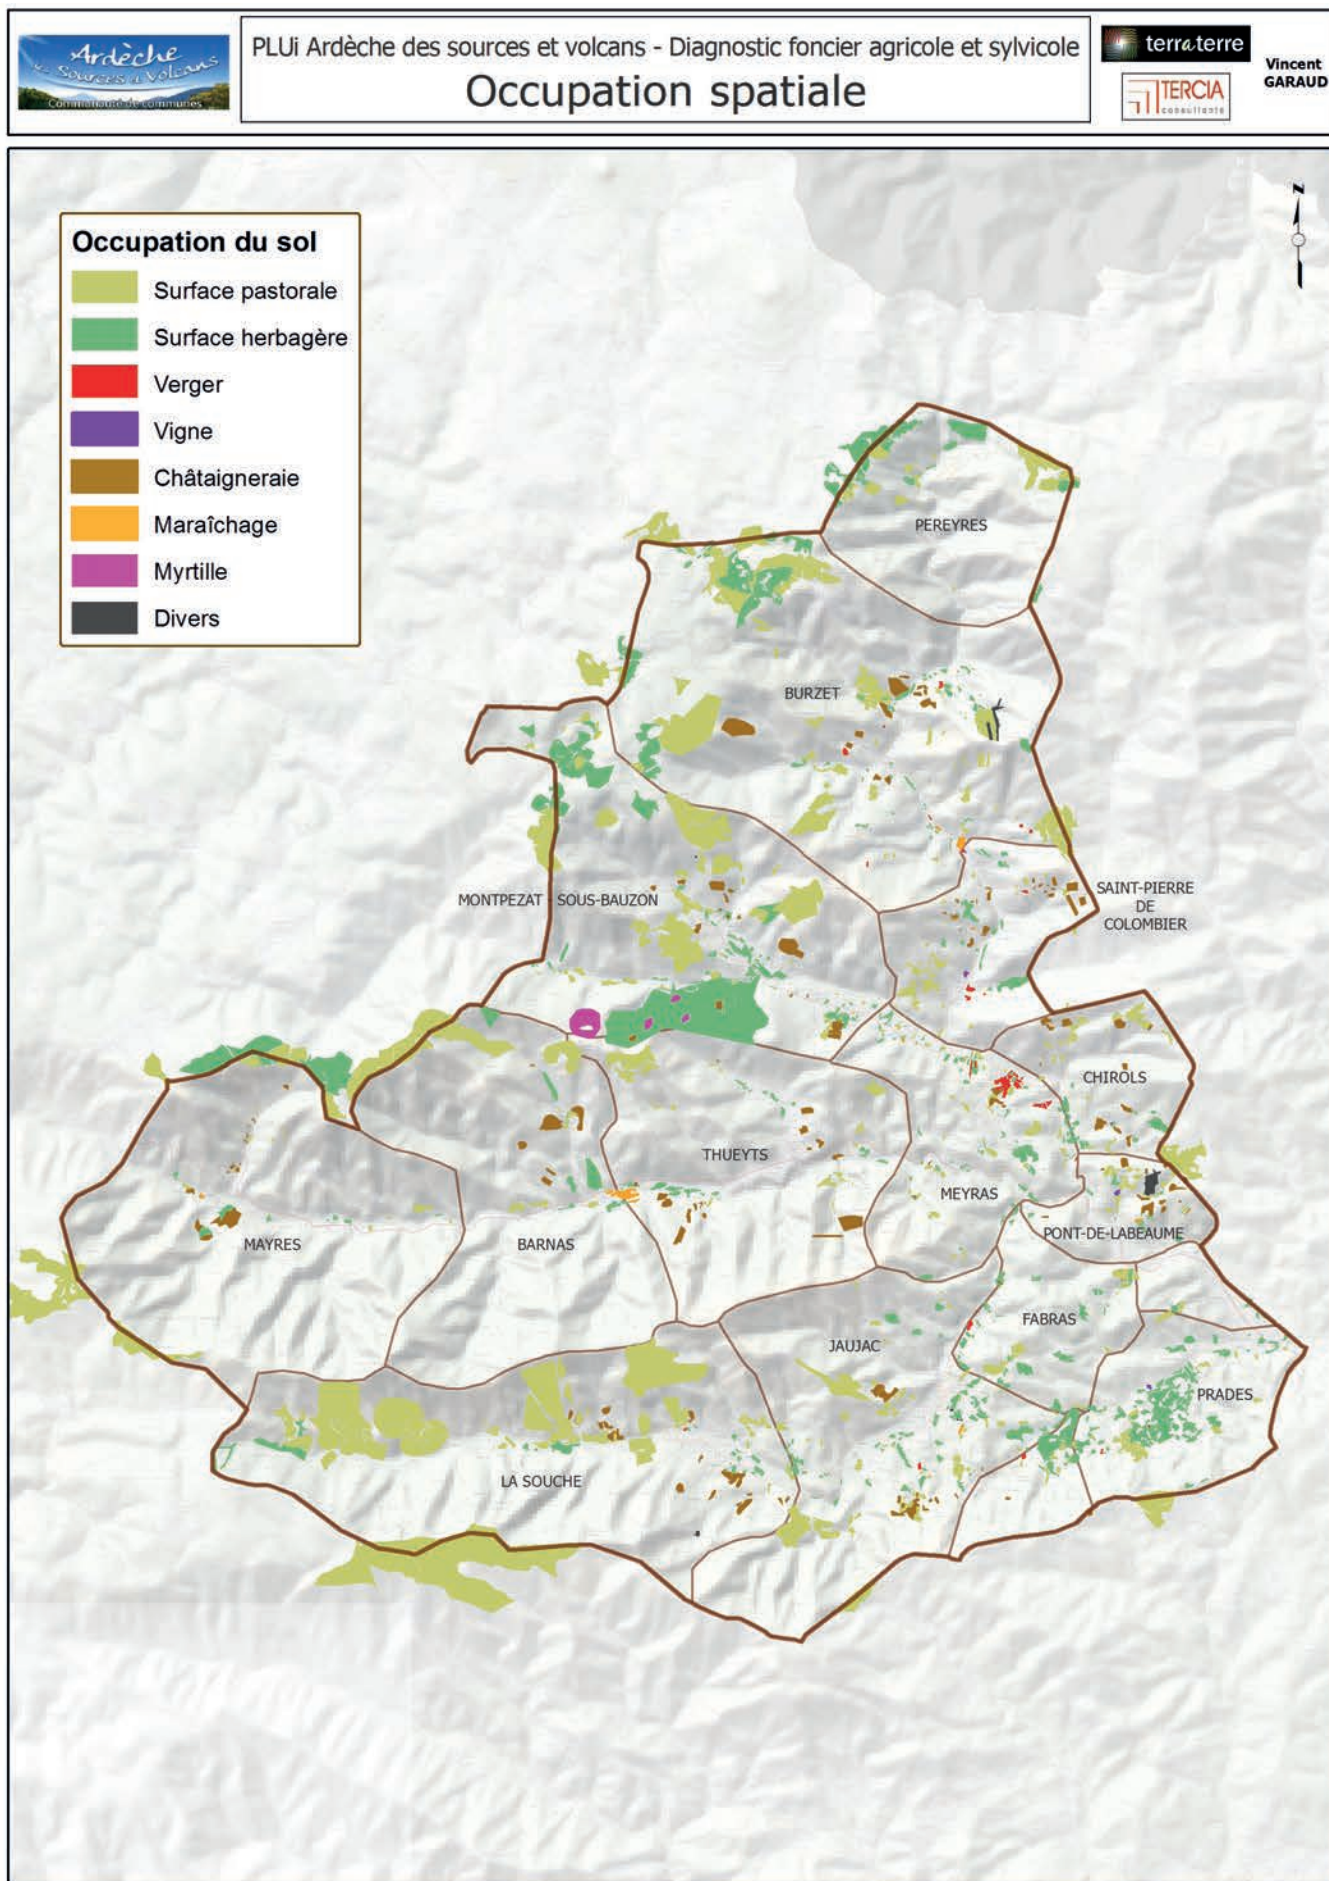 Ardèche
des Sources & Volcans
Communauté de communes
PLUi Ardèche des sources et volcans - Diagnostic foncier agricole et sylvicole
Occupation spatiale
terraterre
TERCIA
consultants
Vincent
GARAUD
N
Occupation du sol
Surface pastorale
Surface herbagère
Verger
Vigne
Châtaigneraie
Maraîchage
Myrtille
Divers
PEREYRES
BURZET
MONTPEZAT - SOUS-BAUZON
SAINT-PIERRE
DE
COLOMBIER
CHIROLS
THUEYTS
MEYRAS
PONT-DE-LABEAUME
MAYRES
BARNAS
FABRAS
JAUJAC
PRADES
LA SOUCHE